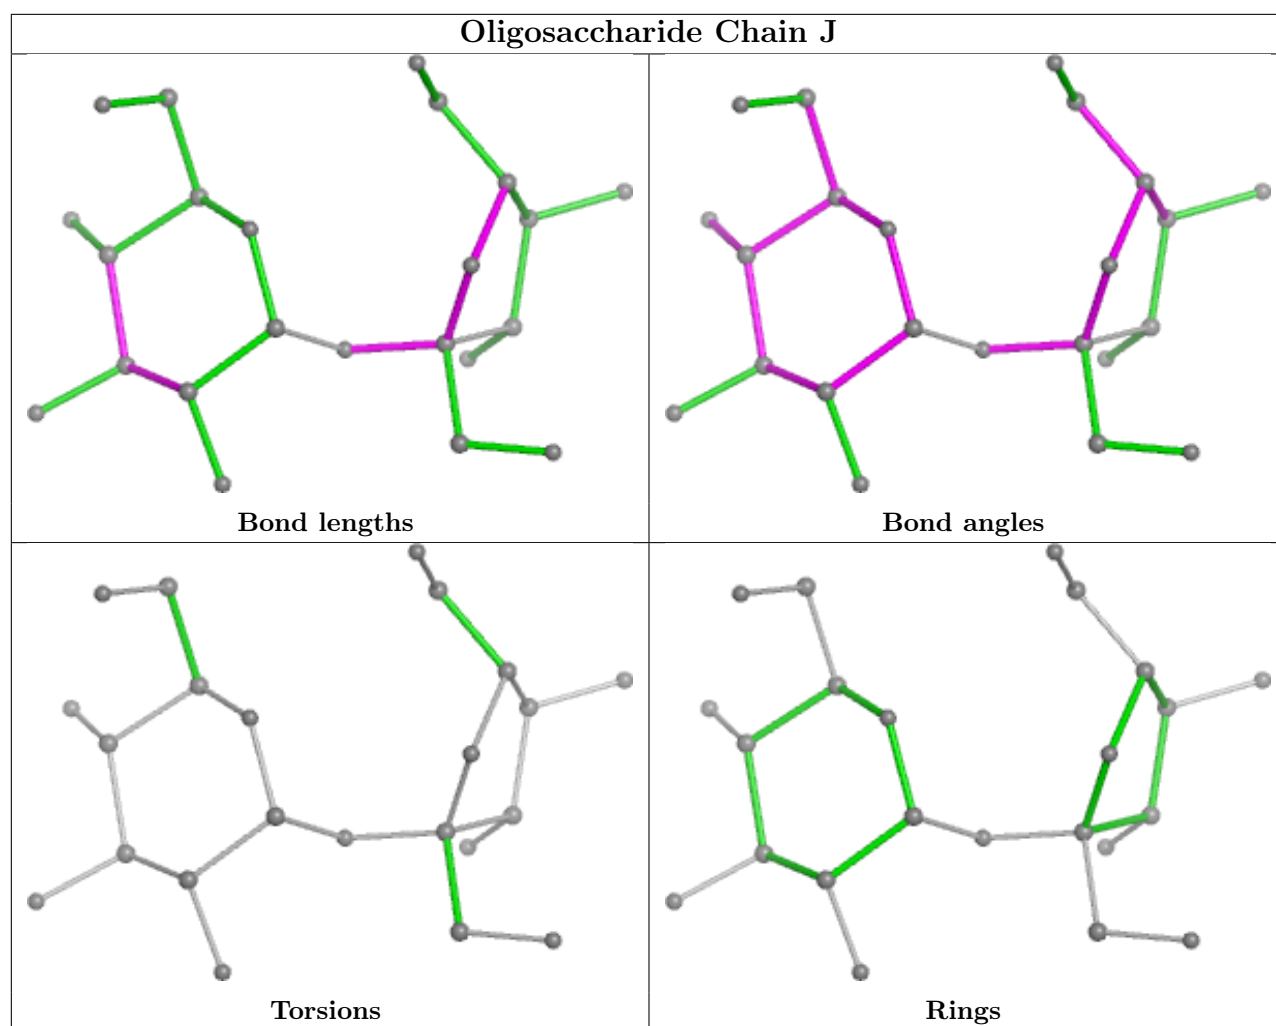 Oligosaccharide Chain J
Bond lengths
Bond angles
Torsions
Rings